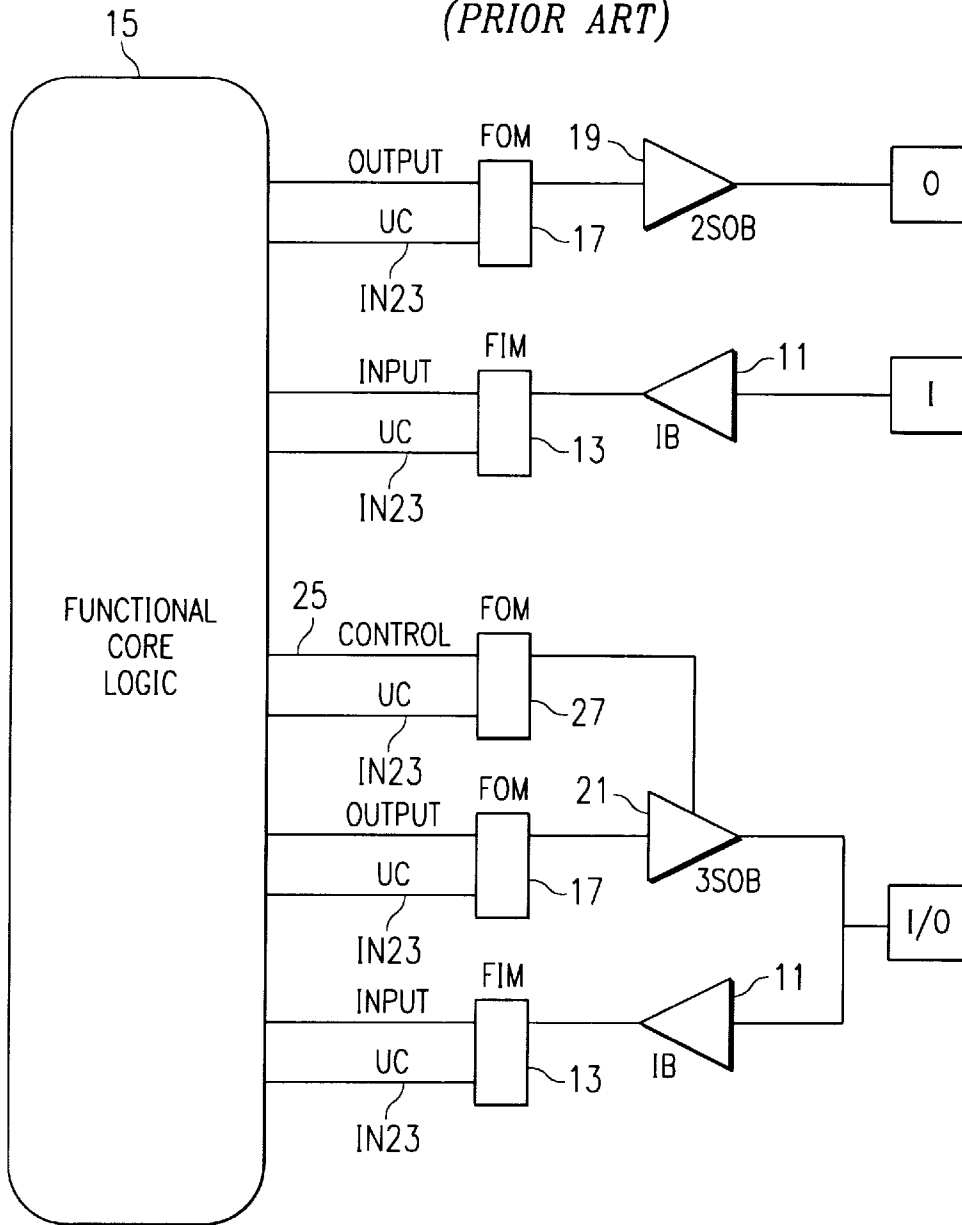 (PRIOR ART)
15
FUNCTIONAL
CORE
LOGIC
OUTPUT
FOM
19
UC
17
2SOB
O
IN23
INPUT
FIM
11
UC
13
IB
I
IN23
25
CONTROL
FOM
UC
27
IN23
OUTPUT
FOM
21
UC
17
3SOB
IN23
I/O
INPUT
FIM
11
UC
13
IB
IN23